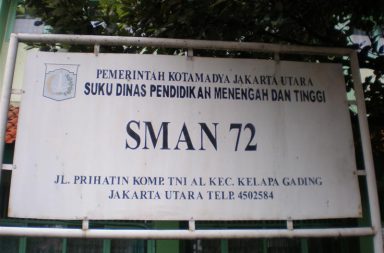 PEMERINTAH KOTAMADYA JAKARTA UTARA
SUKU DINAS PENDIDIKAN MENENGAH DAN TINGGI
SMAN 72
JL. PRIHATIN KOMP. TNI AL KEC. KELAPA GADING
JAKARTA UTARA TELP. 4502584